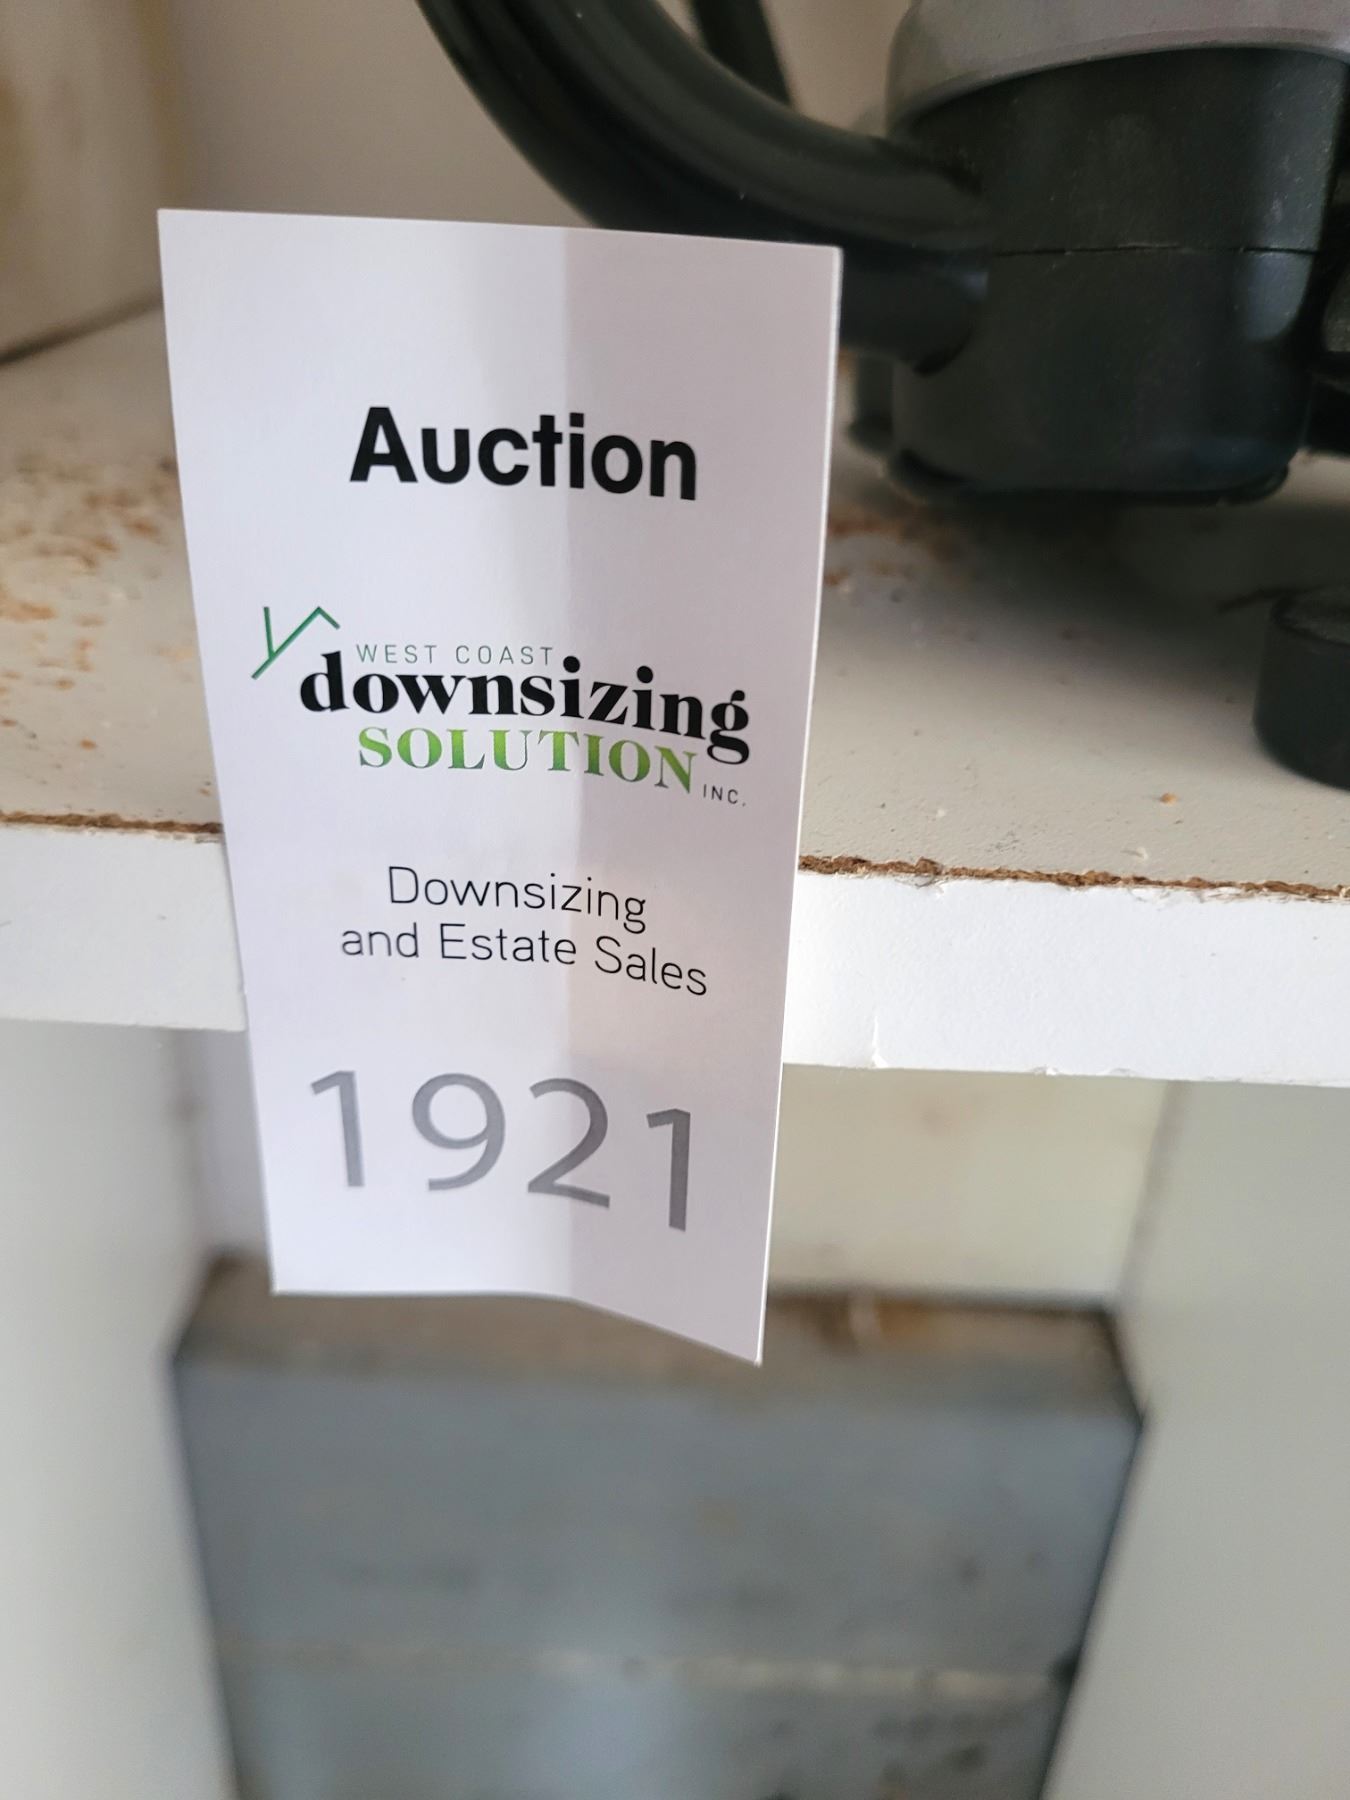 Auction
WEST COAST
downsizing
SOLUTION
INC.
Downsizing
and Estate Sales
1921